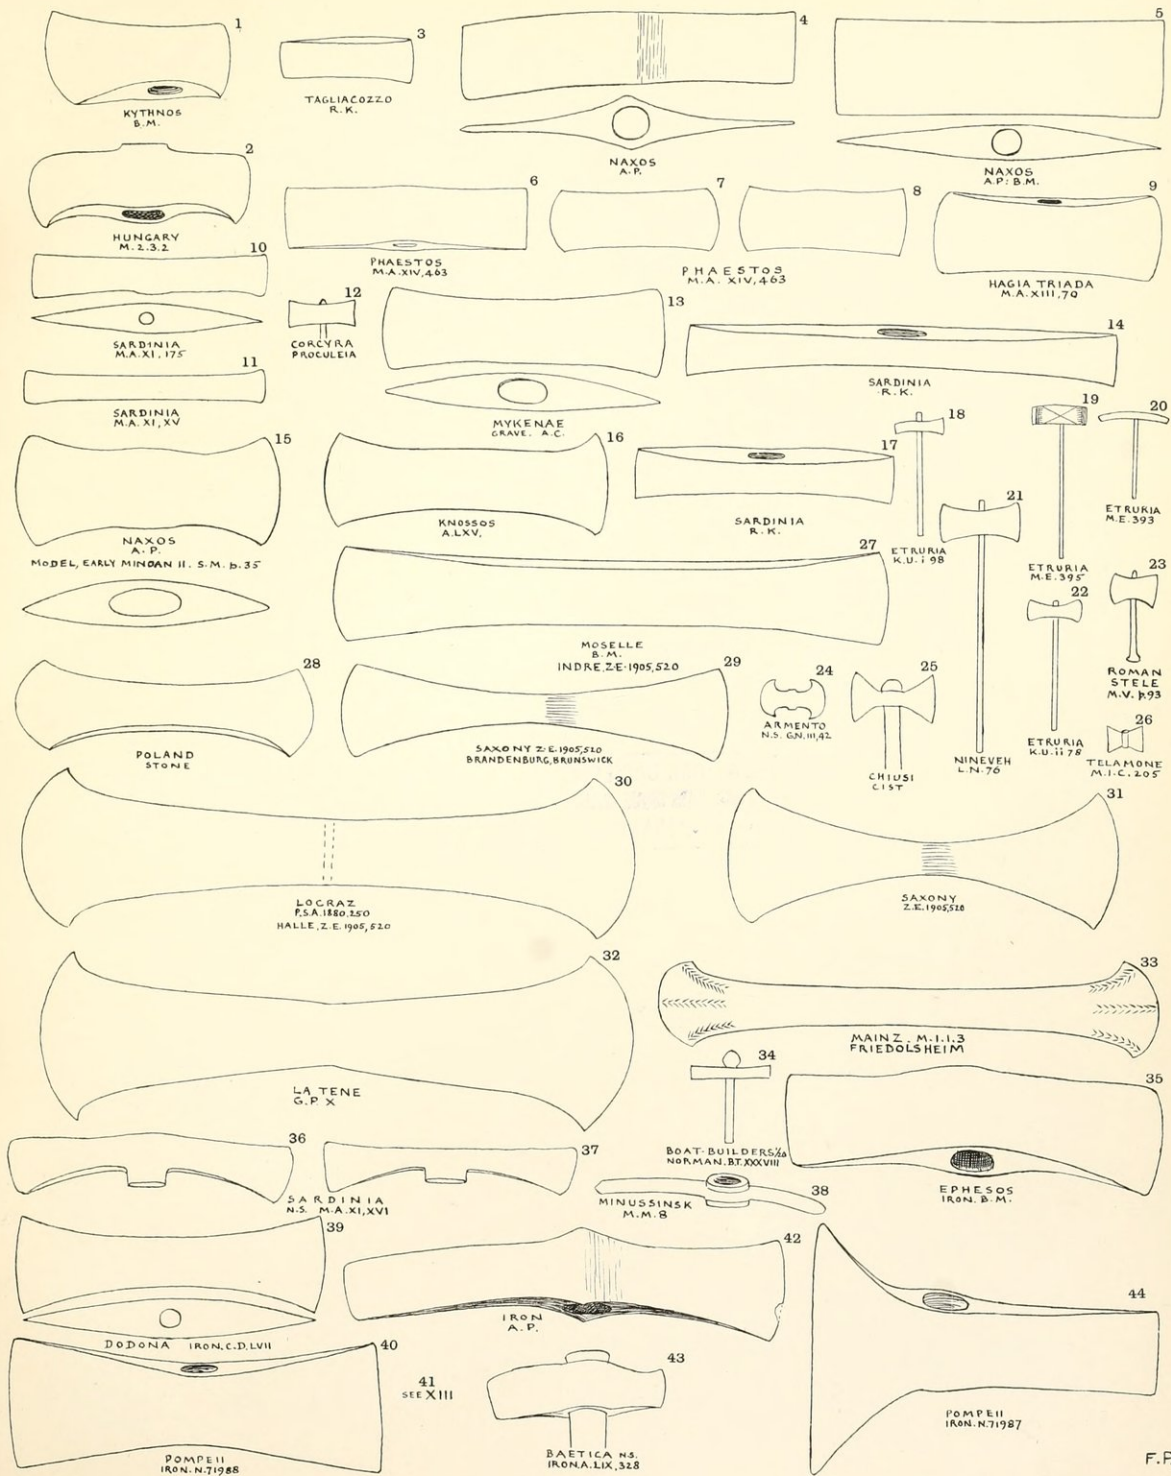 1
KYTHNOS
B.M.
2
HUNGARY
M.2.3.2
3
TAGLIACOZZO
R.K.
4
NAXOS
A.P.
5
NAXOS
A.P: B.M.
6
PHAESTOS
M.A.XIV,463
7
8
PHAESTOS
M.A. XIV,463
9
HAGIA TRIADA
M.A.XIII,70
10
SARDINIA
M.A.XI,175
11
SARDINIA
M.A.XI,XV
12
CORCYRA
PROCULEIA
13
MYKENAE
GRAVE. A.C.
14
SARDINIA
R.K.
15
NAXOS
A.P.
MODEL, EARLY MINOAN II. S.M. p.35
16
KNOSSOS
A.LXV,
17
SARDINIA
R.K.
18
ETRURIA
K.U.i 98
19
ETRURIA
M.E.395
20
ETRURIA
M.E.393
21
NINEVEH
L.N.76
22
ETRURIA
K.U.ii 78
23
ROMAN
STELE
M.V. p.93
24
ARMENTO
N.S. G.N.III,42
25
CHIUSI
CIST
26
TELAMONE
M.I.C.205
27
MOSELLE
B.M.
INDRE,Z.E.1905,520
28
POLAND
STONE
29
SAXONY Z.E.1905,520
BRANDENBURG, BRUNSWICK
30
LOCRAZ
P.S.A.1880,250
HALLE, Z.E.1905,520
31
SAXONY
Z.E.1905,520
32
LA TENE
G.P. X
33
MAINZ. M.I.I.3
FRIEDOLSHEIM
34
BOAT-BUILDERS 1/20
NORMAN.B.T.XXXVIII
35
EPHESOS
IRON. B.M.
36
37
SARDINIA
N.S. M.A.XI,XVI
38
MINUSSINSK
M.M.8
39
DODONA IRON.C.D.LVII
40
POMPEII
IRON.N.71988
41
SEE XIII
42
IRON
A.P.
43
BAETICA N.S.
IRON.A.LIX,328
44
POMPEII
IRON.N.71987
F.P